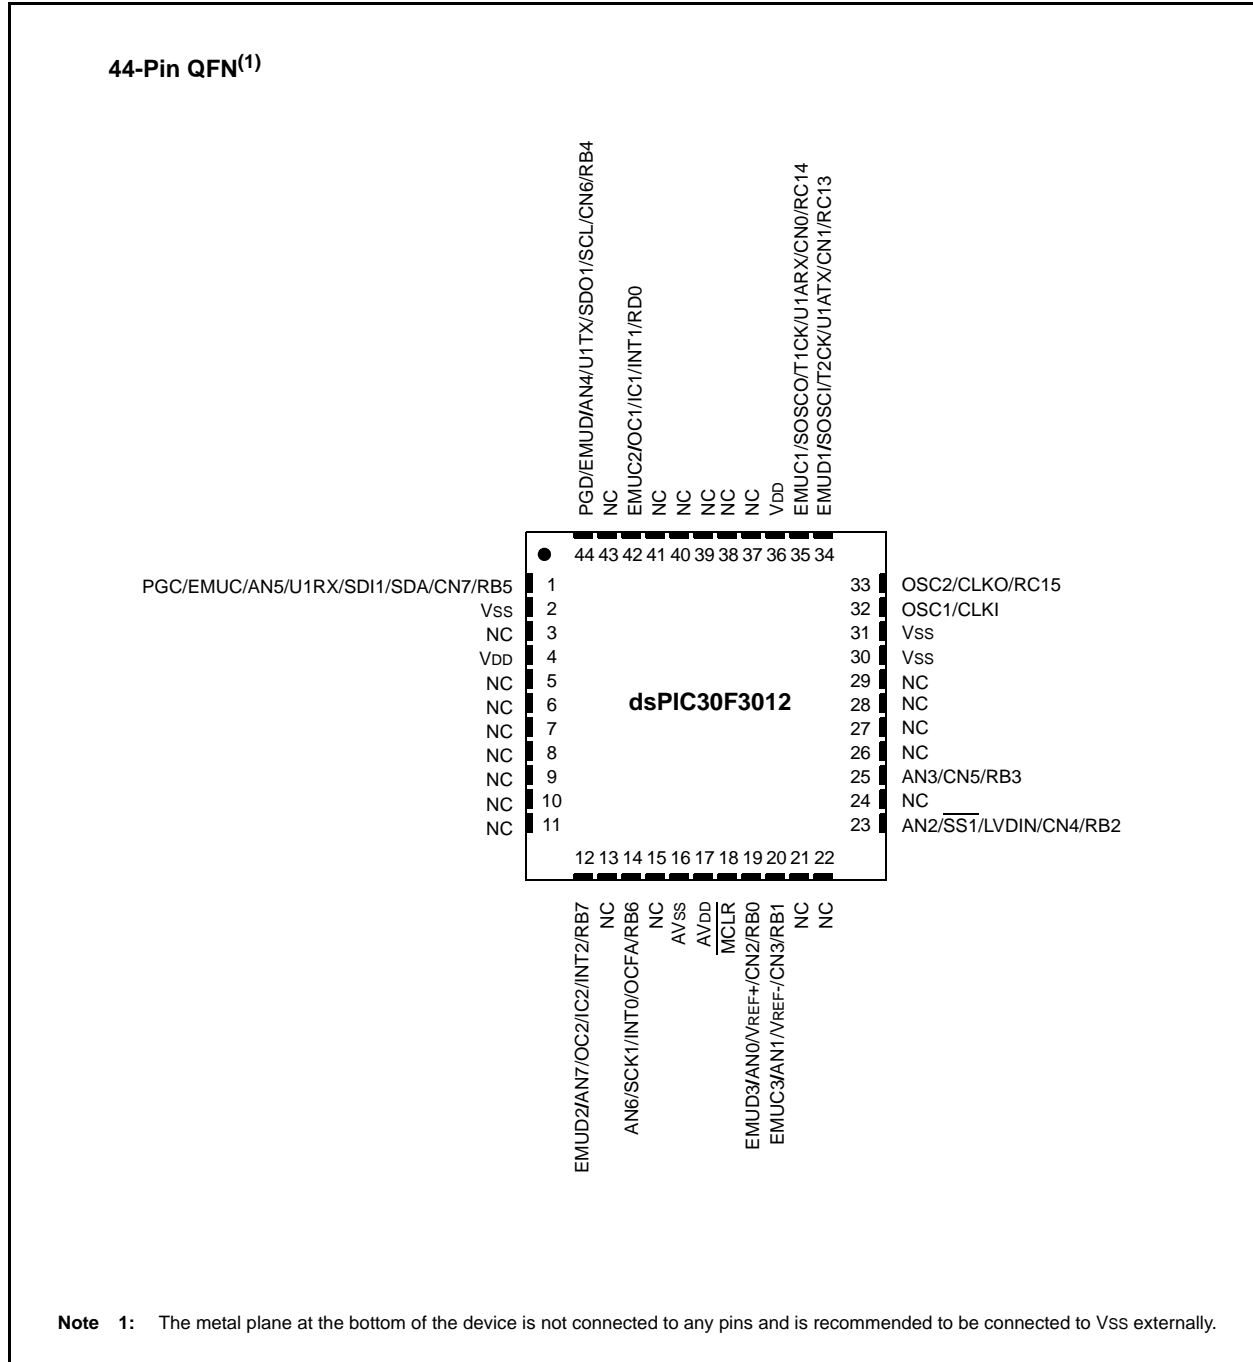 44-Pin QFN(1)
PGD/EMUD/AN4/U1TX/SDO1/SCL/CN6/RB4
NC
EMUC2/OC1/IC1/INT1/RD0
NC
NC
NC
NC
NC
VDD
EMUC1/SOSCO/T1CK/U1ARX/CN0/RC14
EMUD1/SOSCI/T2CK/U1ATX/CN1/RC13
44 43 42 41 40 39 38 37 36 35 34
PGC/EMUC/AN5/U1RX/SDI1/SDA/CN7/RB5 1
VSS 2
NC 3
VDD 4
NC 5
NC 6
NC 7
NC 8
NC 9
NC 10
NC 11
dsPIC30F3012
33 OSC2/CLKO/RC15
32 OSC1/CLKI
31 VSS
30 VSS
29 NC
28 NC
27 NC
26 NC
25 AN3/CN5/RB3
24 NC
23 AN2/SS1/LVDIN/CN4/RB2
12 13 14 15 16 17 18 19 20 21 22
EMUD2/AN7/OC2/IC2/INT2/RB7
NC
AN6/SCK1/INT0/OCFA/RB6
NC
AVSS
AVDD
MCLR
EMUD3/AN0/VREF+/CN2/RB0
EMUC3/AN1/VREF-/CN3/RB1
NC
NC
Note 1: The metal plane at the bottom of the device is not connected to any pins and is recommended to be connected to VSS externally.